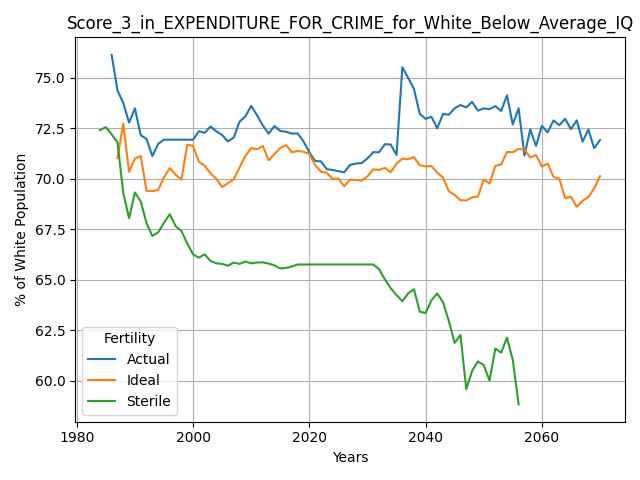 Score_3_in_EXPENDITURE_FOR_CRIME_for_White_Below_Average_IQ
% of White Population
75.0
72.5
70.0
67.5
65.0
62.5
60.0
Fertility
Actual
Ideal
Sterile
1980 2000 2020 2040 2060
Years